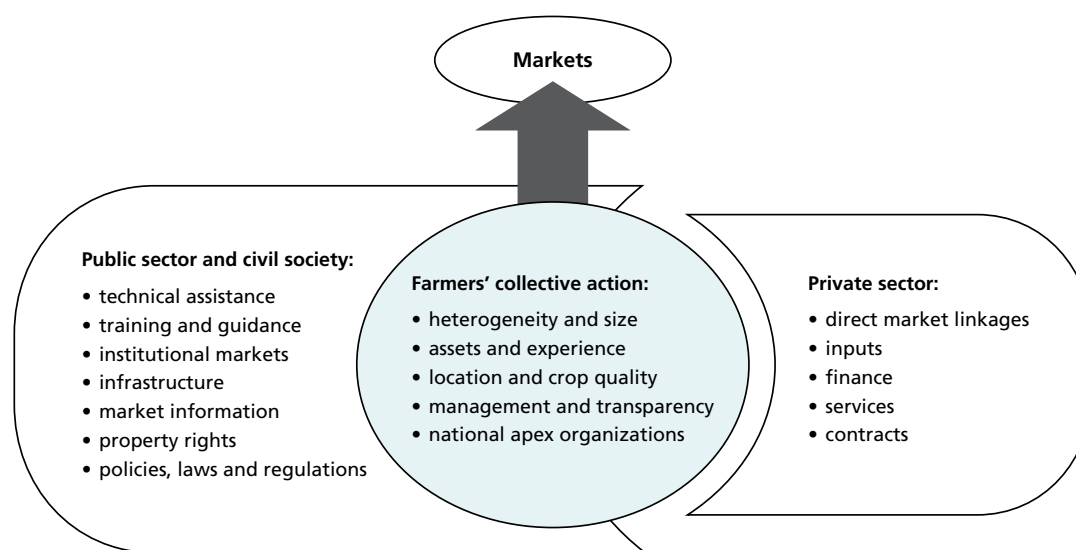 Markets
Public sector and civil society:
• technical assistance
• training and guidance
• institutional markets
• infrastructure
• market information
• property rights
• policies, laws and regulations
Farmers’ collective action:
• heterogeneity and size
• assets and experience
• location and crop quality
• management and transparency
• national apex organizations
Private sector:
• direct market linkages
• inputs
• finance
• services
• contracts